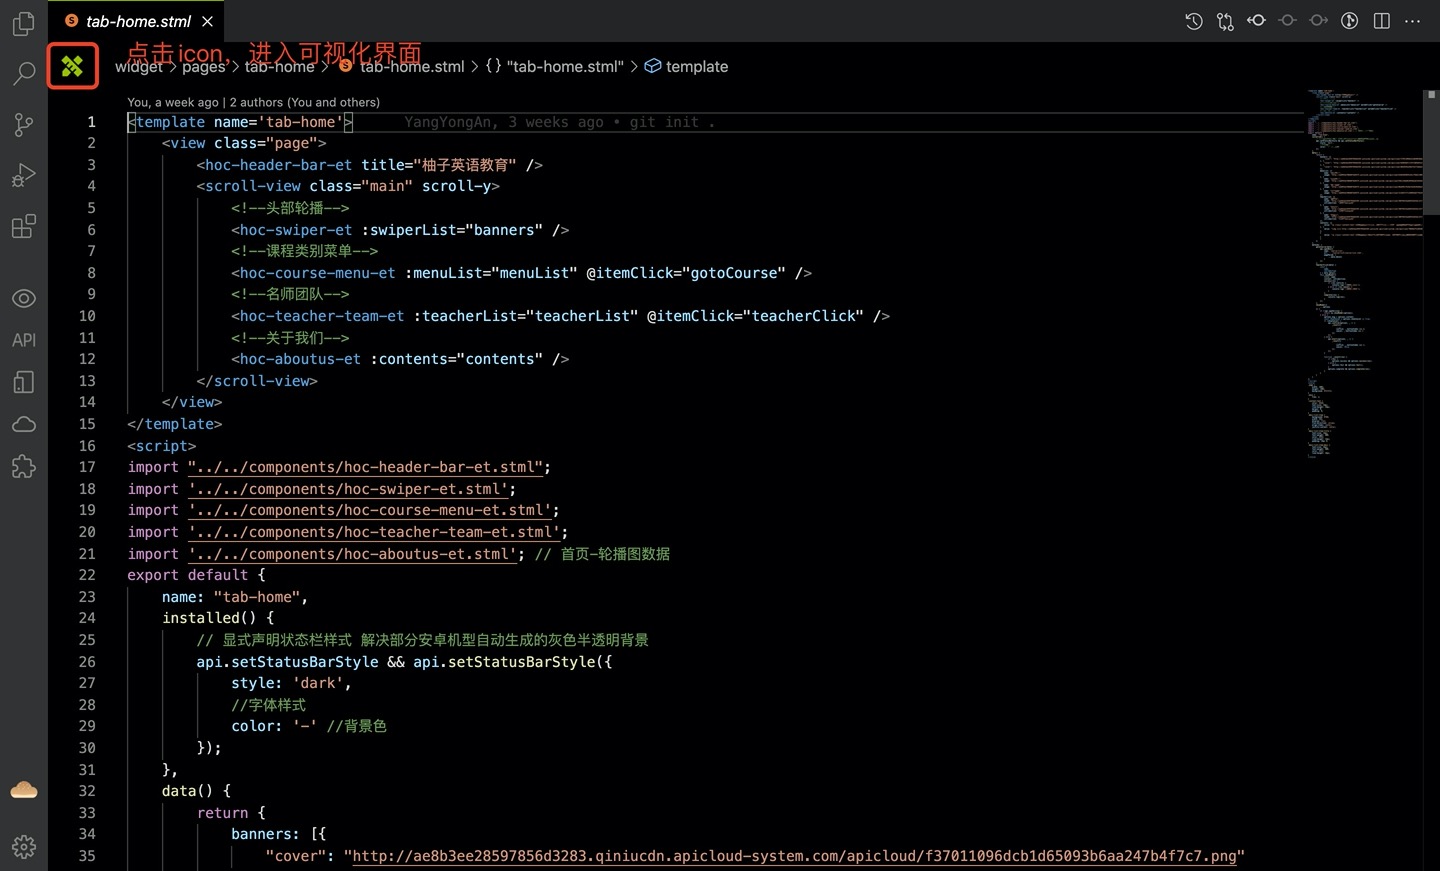 tab-home.stml
点击icon，进入可视化界面
widget > pages > tab-home > tab-home.stml > {} "tab-home.stml" > template
You, a week ago | 2 authors (You and others)
1 <template name='tab-home'> YangYongAn, 3 weeks ago • git init .
2 <view class="page">
3 <hoc-header-bar-et title="柚子英语教育" />
4 <scroll-view class="main" scroll-y>
5 <!--头部轮播-->
6 <hoc-swiper-et :swiperList="banners" />
7 <!--课程类别菜单-->
8 <hoc-course-menu-et :menuList="menuList" @itemClick="gotoCourse" />
9 <!--名师团队-->
10 <hoc-teacher-team-et :teacherList="teacherList" @itemClick="teacherClick" />
11 <!--关于我们-->
12 <hoc-aboutus-et :contents="contents" />
13 </scroll-view>
14 </view>
15 </template>
16 <script>
17 import "../../components/hoc-header-bar-et.stml";
18 import '../../components/hoc-swiper-et.stml';
19 import '../../components/hoc-course-menu-et.stml';
20 import '../../components/hoc-teacher-team-et.stml';
21 import '../../components/hoc-aboutus-et.stml'; // 首页-轮播图数据
22 export default {
23 name: "tab-home",
24 installed() {
25 // 显式声明状态栏样式 解决部分安卓机型自动生成的灰色半透明背景
26 api.setStatusBarStyle && api.setStatusBarStyle({
27 style: 'dark',
28 //字体样式
29 color: '-' //背景色
30 });
31 },
32 data() {
33 return {
34 banners: [{
35 "cover": "http://ae8b3ee28597856d3283.qiniucdn.apicloud-system.com/apicloud/f37011096dcb1d65093b6aa247b4f7c7.png"
API